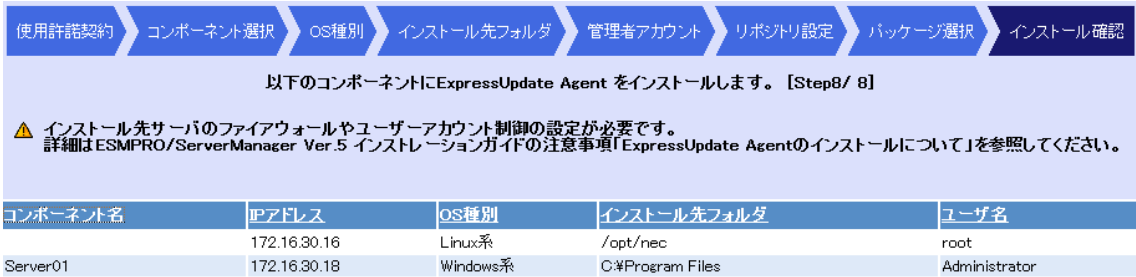 使用許諾契約 コンポーネント選択 OS種別 インストール先フォルダ 管理者アカウント リポジトリ設定 パッケージ選択 インストール確認
以下のコンポーネントにExpressUpdate Agent をインストールします。 [Step8/ 8]
インストール先サーバのファイアウォールやユーザーアカウント制御の設定が必要です。
詳細はESMPRO/ServerManager Ver.5 インストレーションガイドの注意事項「ExpressUpdate Agentのインストールについて」を参照してください。
コンポーネント名 IPアドレス OS種別 インストール先フォルダ ユーザ名
172.16.30.16 Linux系 /opt/nec root
Server01 172.16.30.18 Windows系 C:¥Program Files Administrator